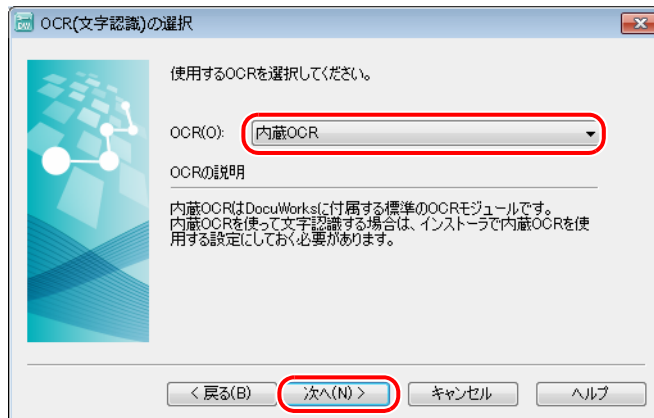 OCR(文字認識)の選択
使用するOCRを選択してください。
OCR(O): 内蔵OCR
OCRの説明
内蔵OCRはDocuWorksに付属する標準のOCRモジュールです。
内蔵OCRを使って文字認識する場合は、インストーラで内蔵OCRを使
用する設定にしておく必要があります。
< 戻る(B) 次へ(N) > キャンセル ヘルプ